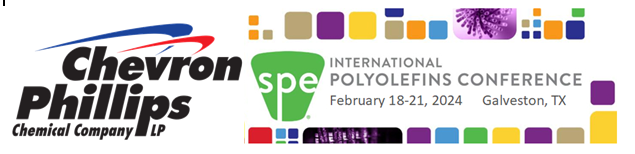 Chevron
Phillips
Chemical Company LP
spe
INTERNATIONAL
POLYOLEFINS CONFERENCE
February 18-21, 2024 Galveston, TX